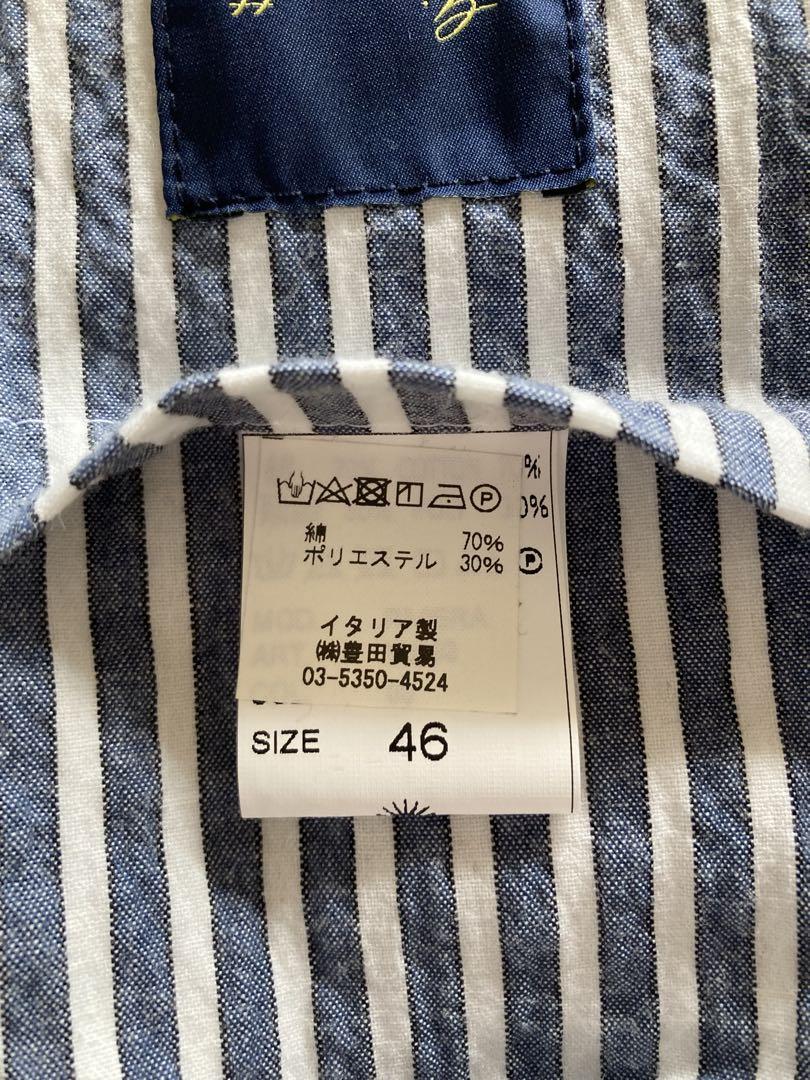 P
綿 70%
ポリエステル 30%
P
イタリア製
㈱豊田貿易
03-5350-4524
SIZE 46